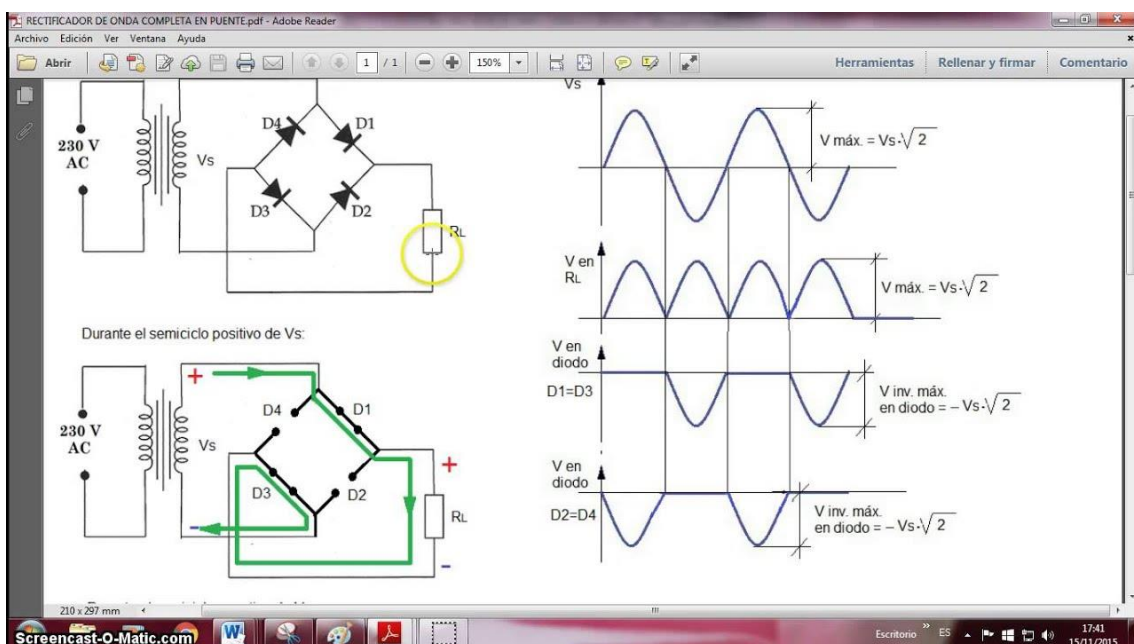 RECTIFICADOR DE ONDA COMPLETA EN PUENTE.pdf - Adobe Reader
Archivo Edición Ver Ventana Ayuda
Abrir 1 / 1 150% Herramientas Rellenar y firmar Comentario
230 V
AC
Vs
D4
D1
D3
D2
RL
Durante el semiciclo positivo de Vs:
230 V
AC
Vs
+
-
D4
D1
D3
D2
+
RL
-
Vs
V máx. = Vs·√2
V en
RL
V máx. = Vs·√2
V en
diodo
D1=D3
V inv. máx.
en diodo = – Vs·√2
V en
diodo
D2=D4
V inv. máx.
en diodo = – Vs·√2
210 x 297 mm
Screencast-O-Matic.com
Escritorio » ES 17:41
15/11/2015